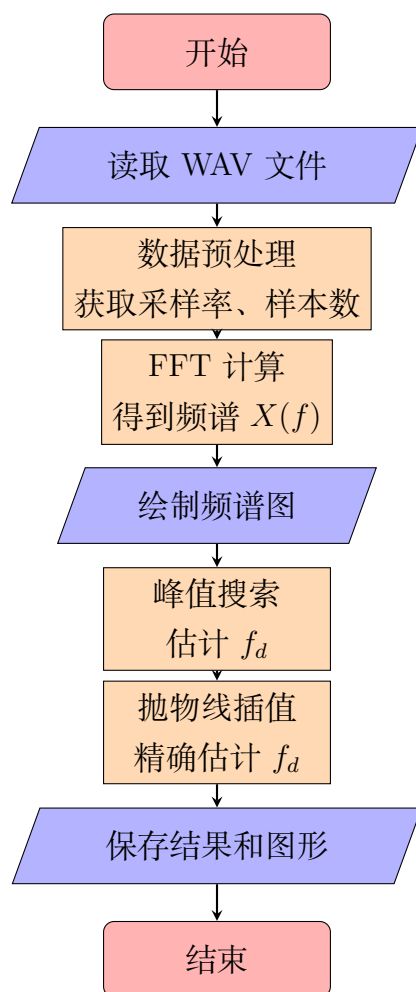 开始
读取 WAV 文件
数据预处理
获取采样率、样本数
FFT 计算
得到频谱 X(f)
绘制频谱图
峰值搜索
估计 f_d
抛物线插值
精确估计 f_d
保存结果和图形
结束